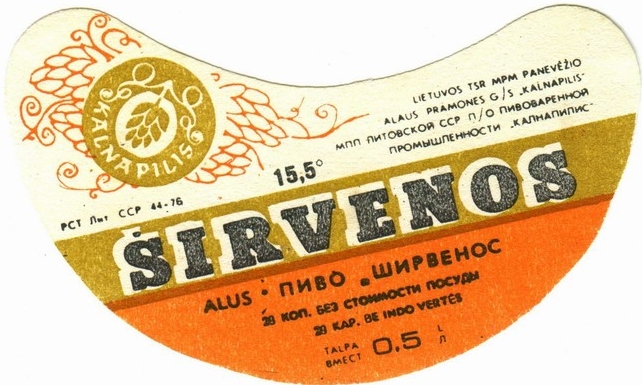 KALNAPILIS
LIETUVOS TSR MPM PANEVĖŽIO
ALAUS PRAMONĖS G/S „KALNAPILIS“
МПП ЛИТОВСКОЙ ССР П/О ПИВОВАРЕННОЙ
ПРОМЫШЛЕННОСТИ „КАЛНАПИЛИС“
15,5°
РСТ Лит ССР 44-76
ŠIRVENOS
ALUS · ПИВО „ШИРВЕНОС
28 КОП. БЕЗ СТОИМОСТИ ПОСУДЫ
28 KAP. BE INDO VERTĖS
TALPA 0,5 L
ВМЕСТ Л